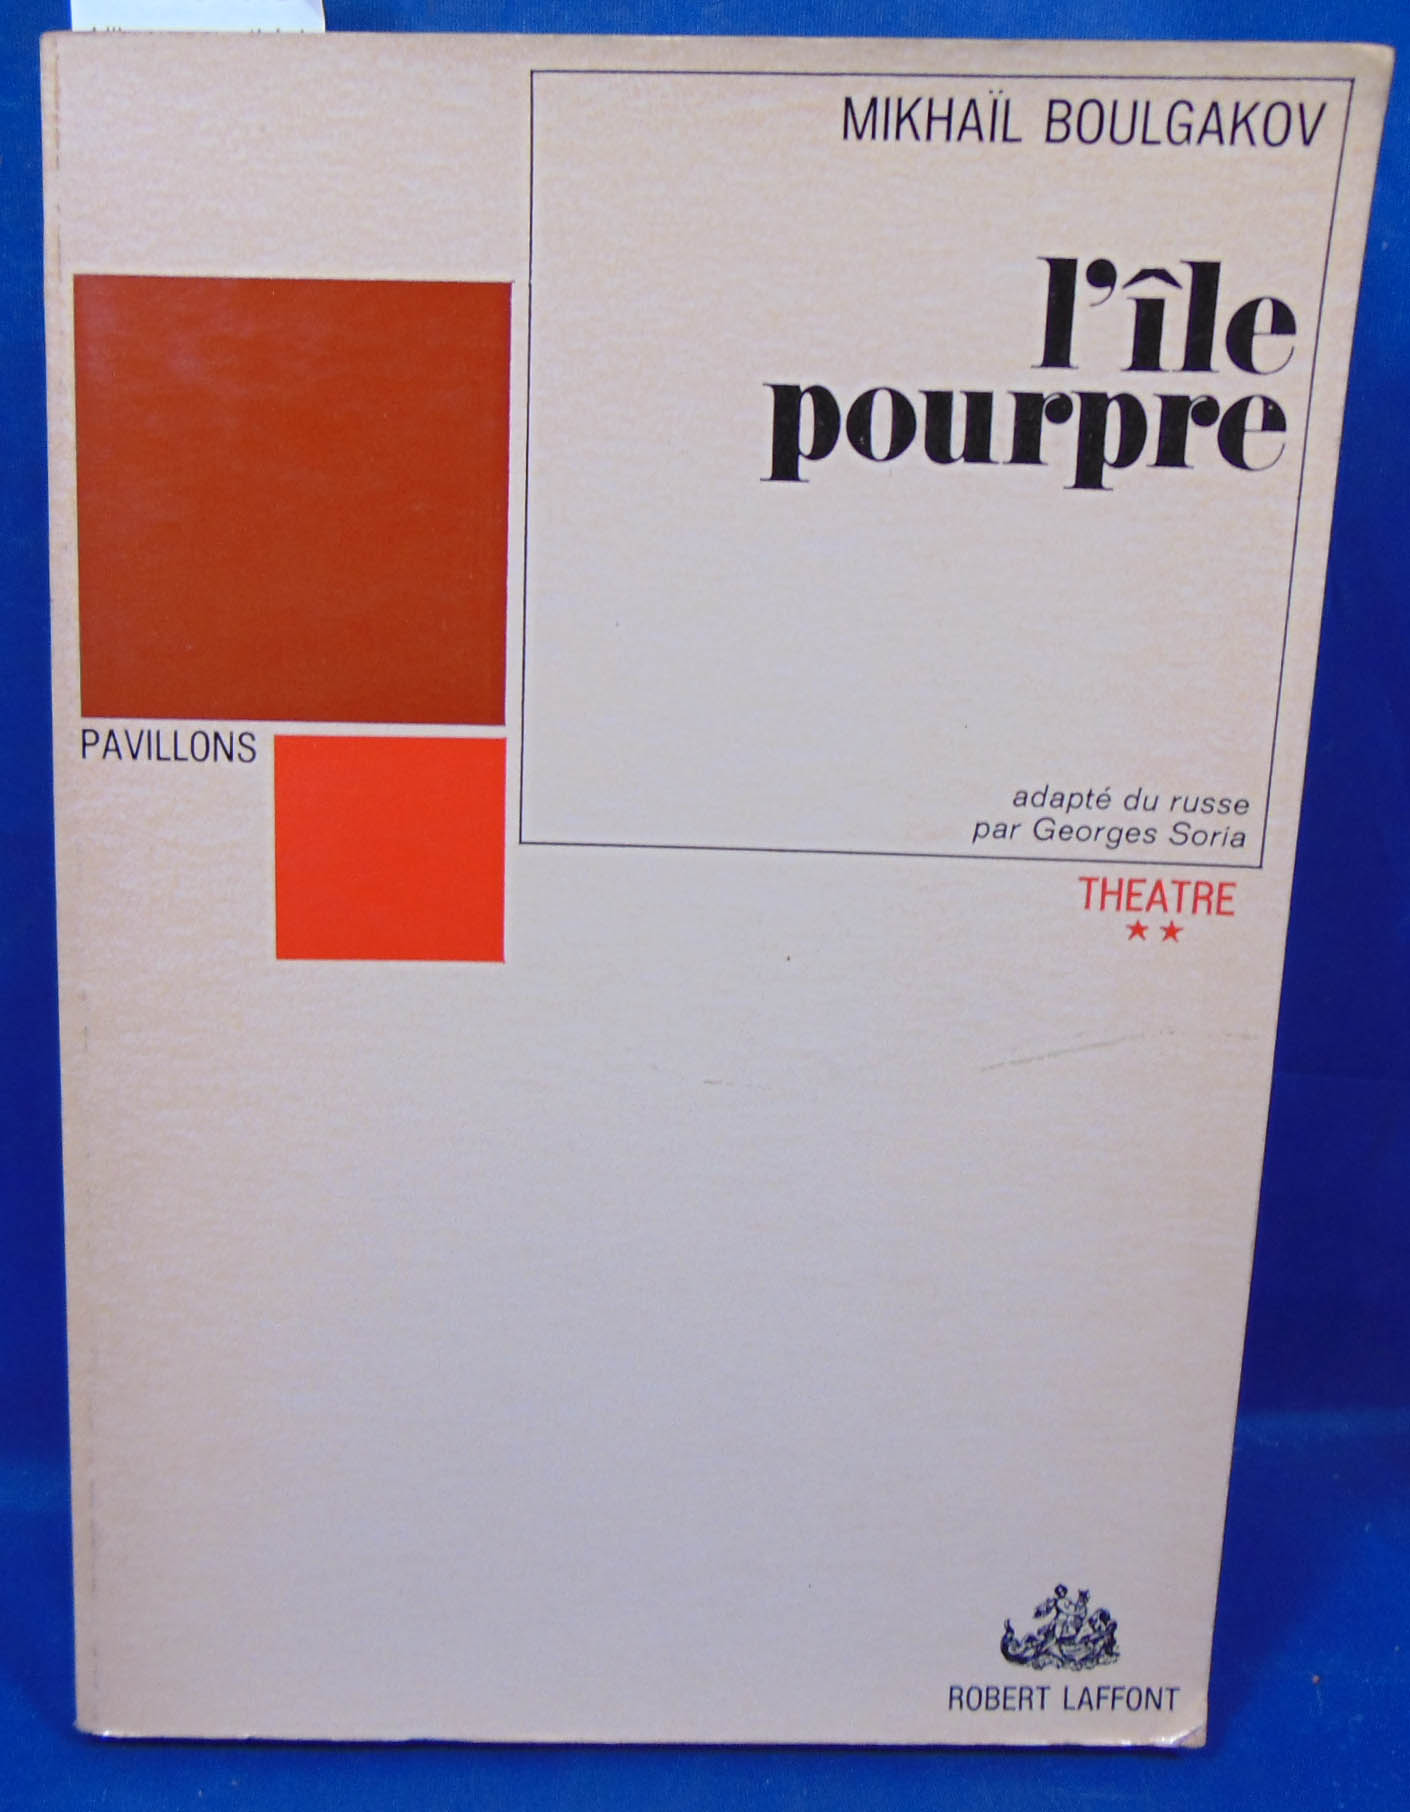 MIKHAÏL BOULGAKOV
l'île
pourpre
PAVILLONS
adapté du russe
par Georges Soria
THEATRE
★ ★
ROBERT LAFFONT